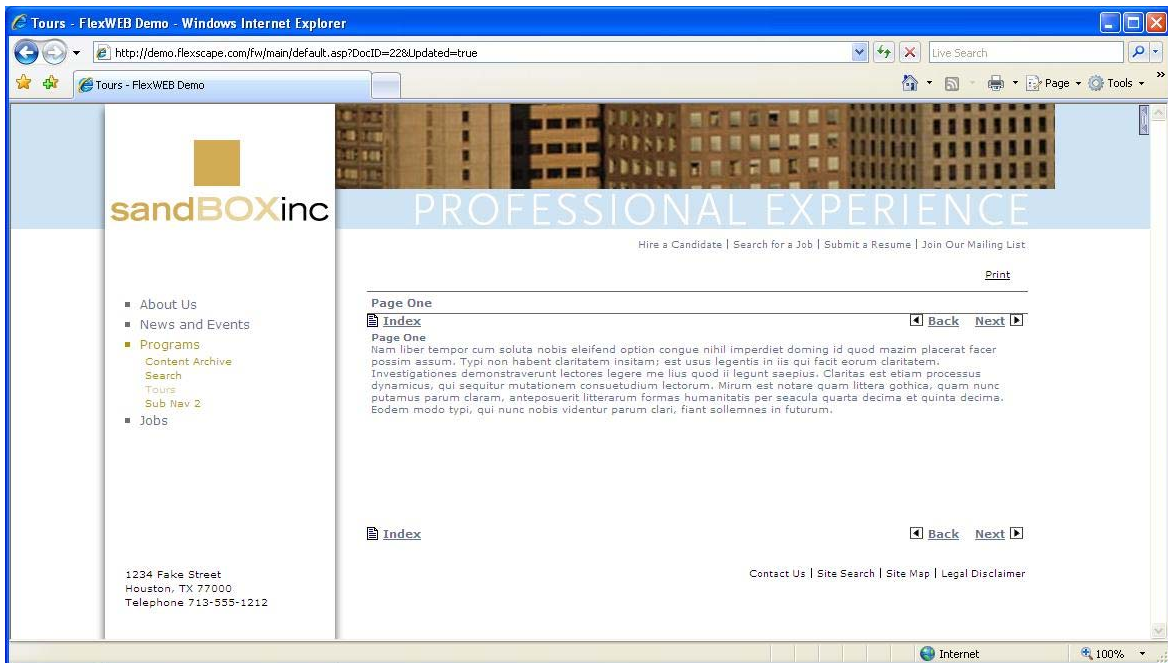 Tours - FlexWEB Demo - Windows Internet Explorer
http://demo.flexscape.com/fw/main/default.asp?DocID=22&Updated=true
Live Search
Tours - FlexWEB Demo
Page
Tools
sandBOXinc
PROFESSIONAL EXPERIENCE
Hire a Candidate | Search for a Job | Submit a Resume | Join Our Mailing List
Print
About Us
News and Events
Programs
Content Archive
Search
Tours
Sub Nav 2
Jobs
Page One
Index Back Next
Page One
Nam liber tempor cum soluta nobis eleifend option congue nihil imperdiet doming id quod mazim placerat facer
possim assum. Typi non habent claritatem insitam; est usus legentis in iis qui facit eorum claritatem.
Investigationes demonstraverunt lectores legere me lius quod ii legunt saepius. Claritas est etiam processus
dynamicus, qui sequitur mutationem consuetudium lectorum. Mirum est notare quam littera gothica, quam nunc
putamus parum claram, anteposuerit litterarum formas humanitatis per seacula quarta decima et quinta decima.
Eodem modo typi, qui nunc nobis videntur parum clari, fiant sollemnes in futurum.
Index Back Next
1234 Fake Street
Houston, TX 77000
Telephone 713-555-1212
Contact Us | Site Search | Site Map | Legal Disclaimer
Internet
100%